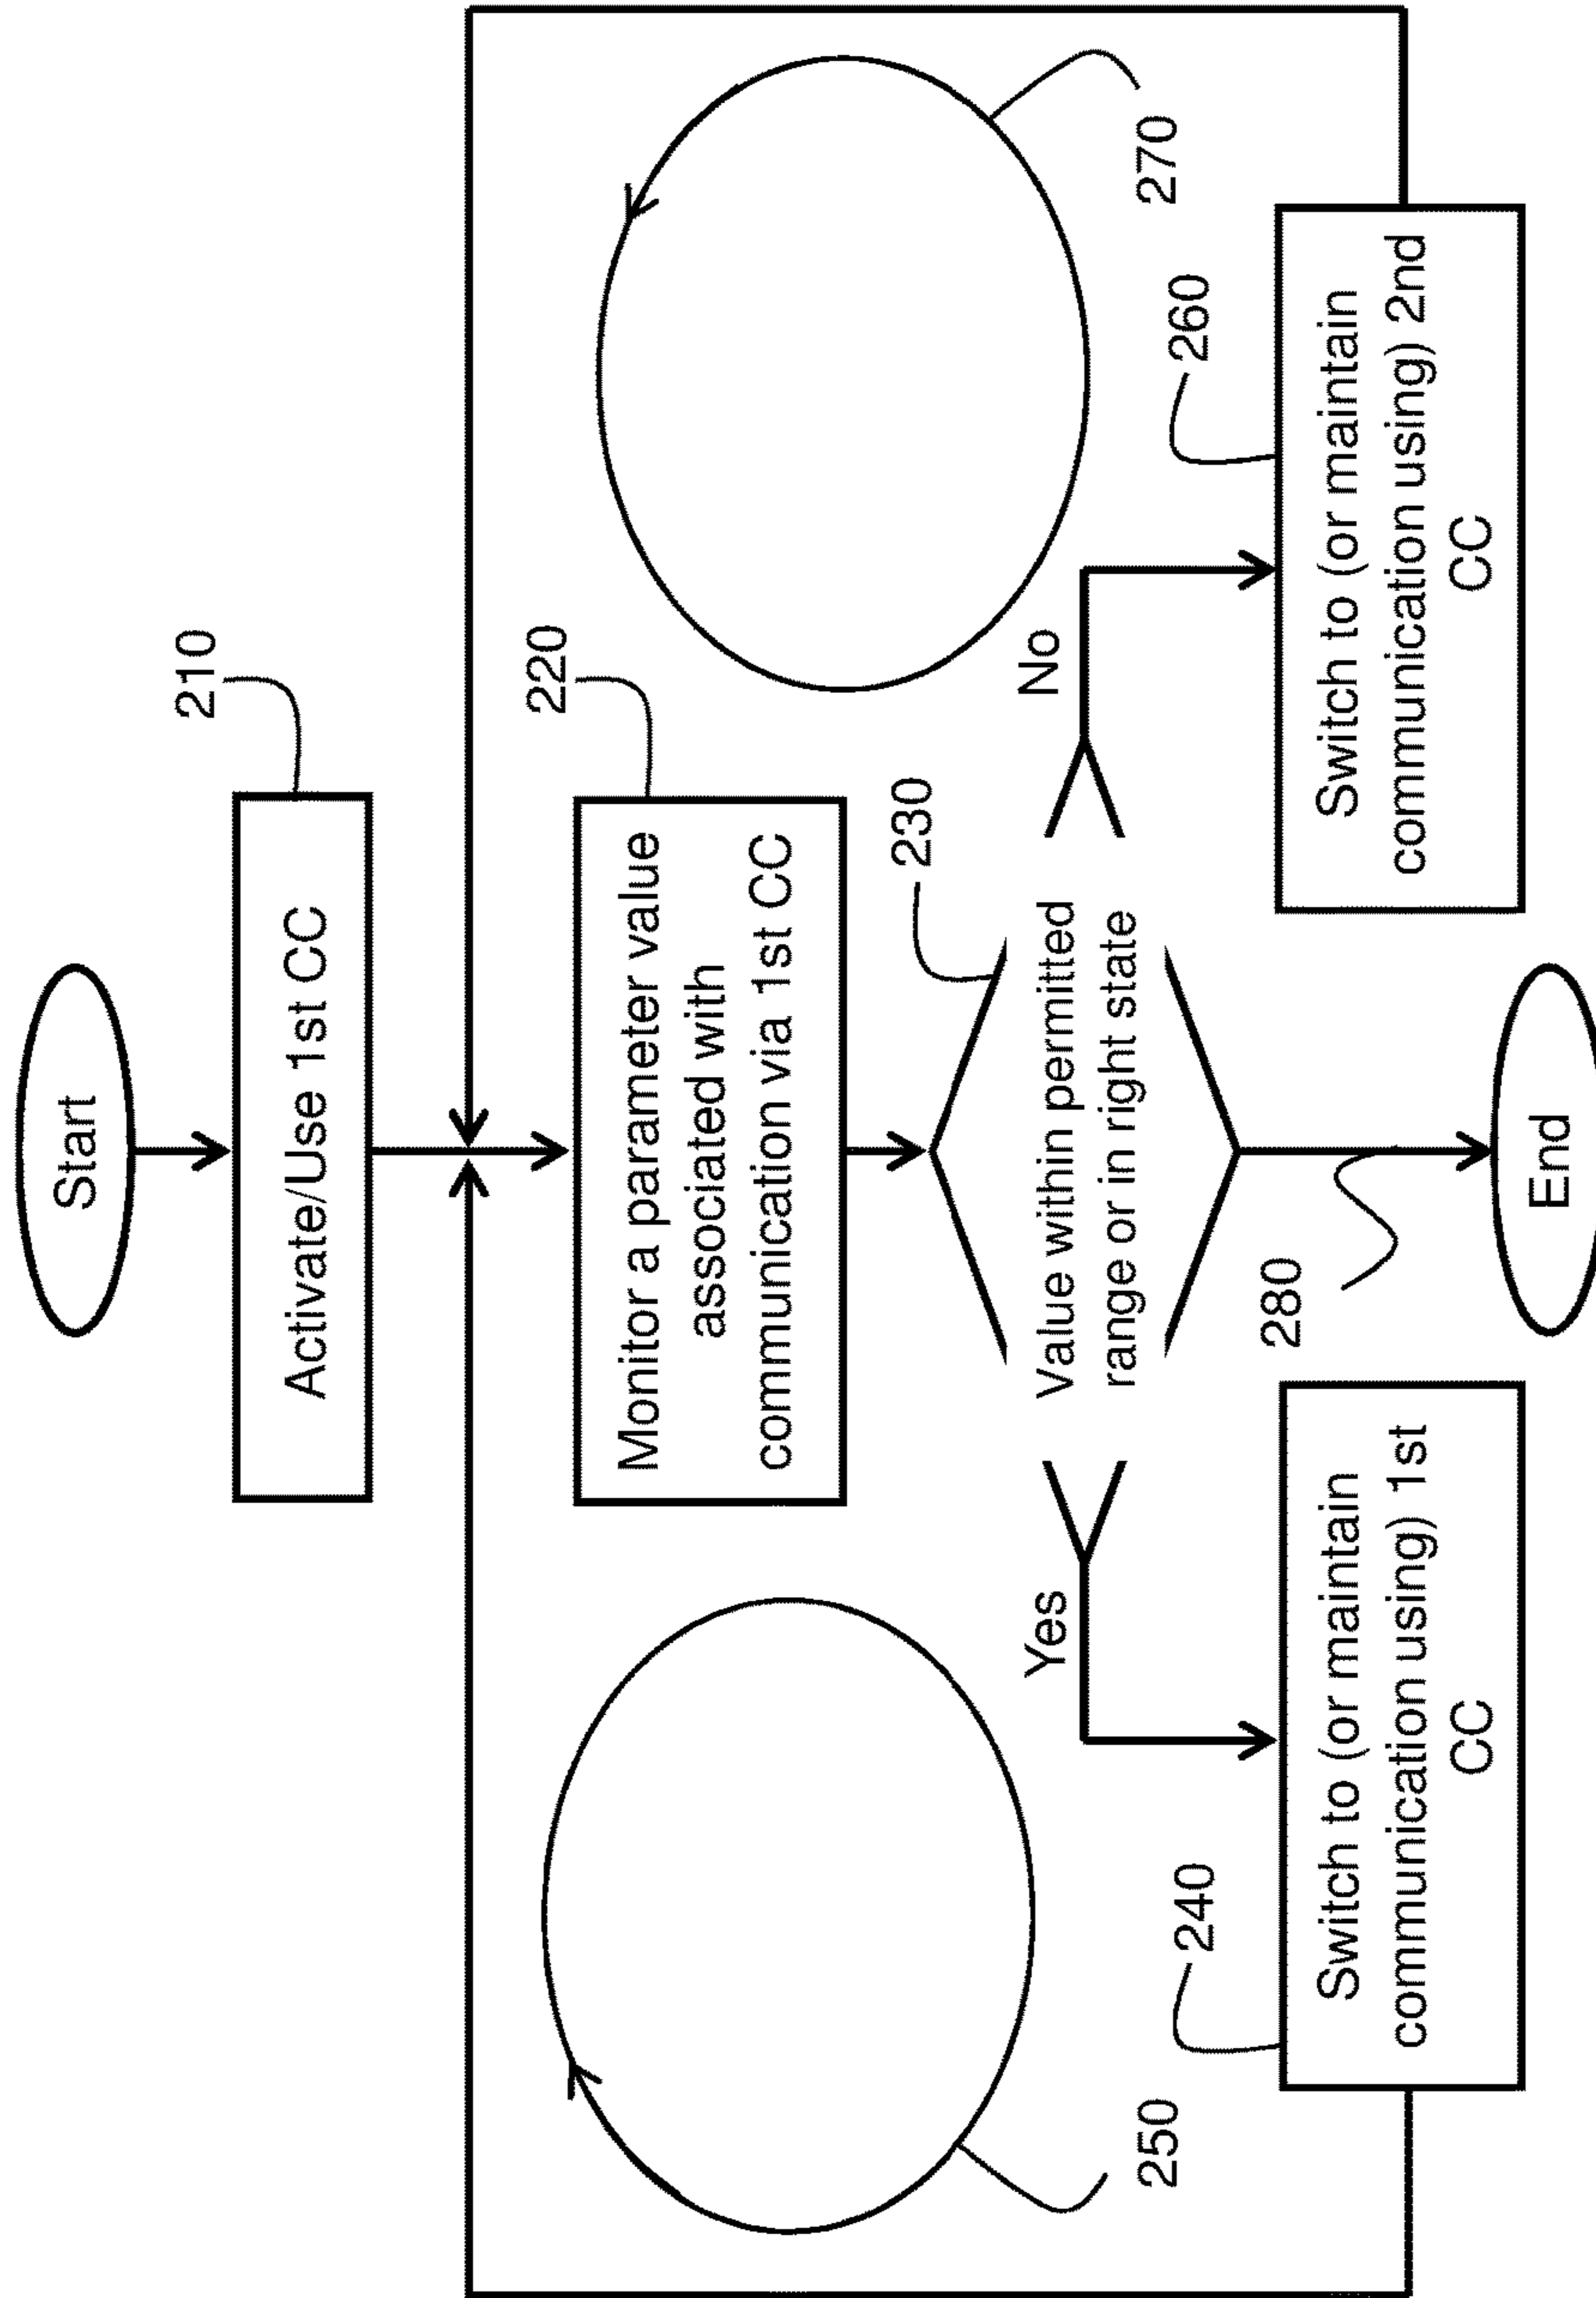 Start
210
Activate/Use 1st CC
220
Monitor a parameter value
associated with
communication via 1st CC
230
Value within permitted
range or in right state
Yes
No
250
270
240
Switch to (or maintain
communication using) 1st
CC
260
Switch to (or maintain
communication using) 2nd
CC
280
End